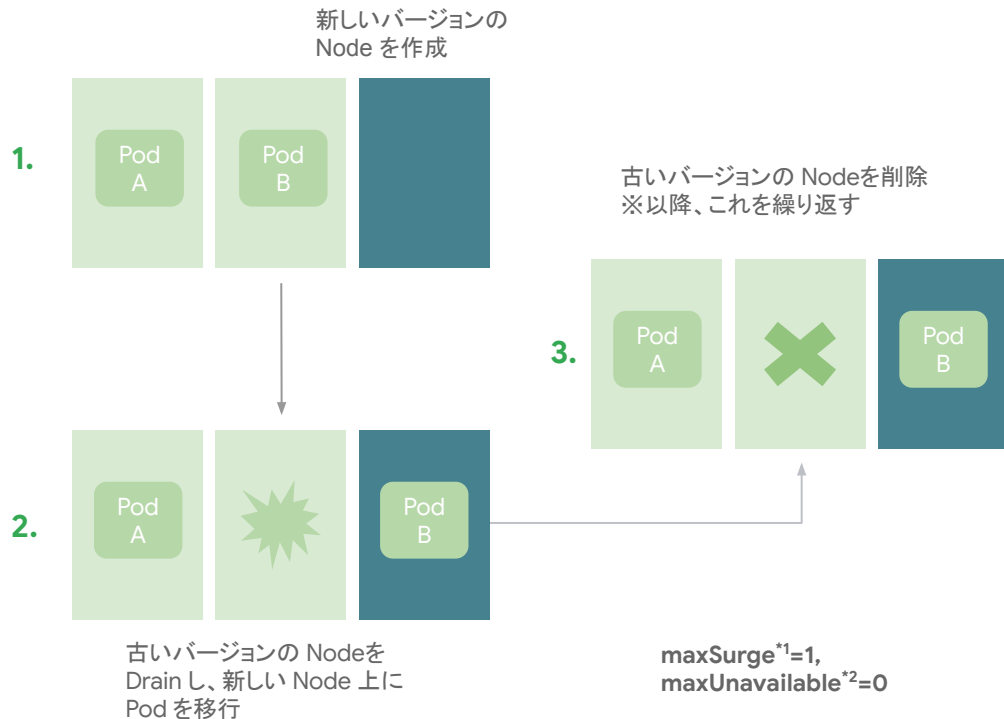 新しいバージョンの
Node を作成
1.
Pod
A
Pod
B
2.
Pod
A
Pod
B
古いバージョンの Nodeを
Drain し、新しい Node 上に
Pod を移行
古いバージョンの Nodeを削除
※以降、これを繰り返す
3.
Pod
A
Pod
B
maxSurge*1=1,
maxUnavailable*2=0